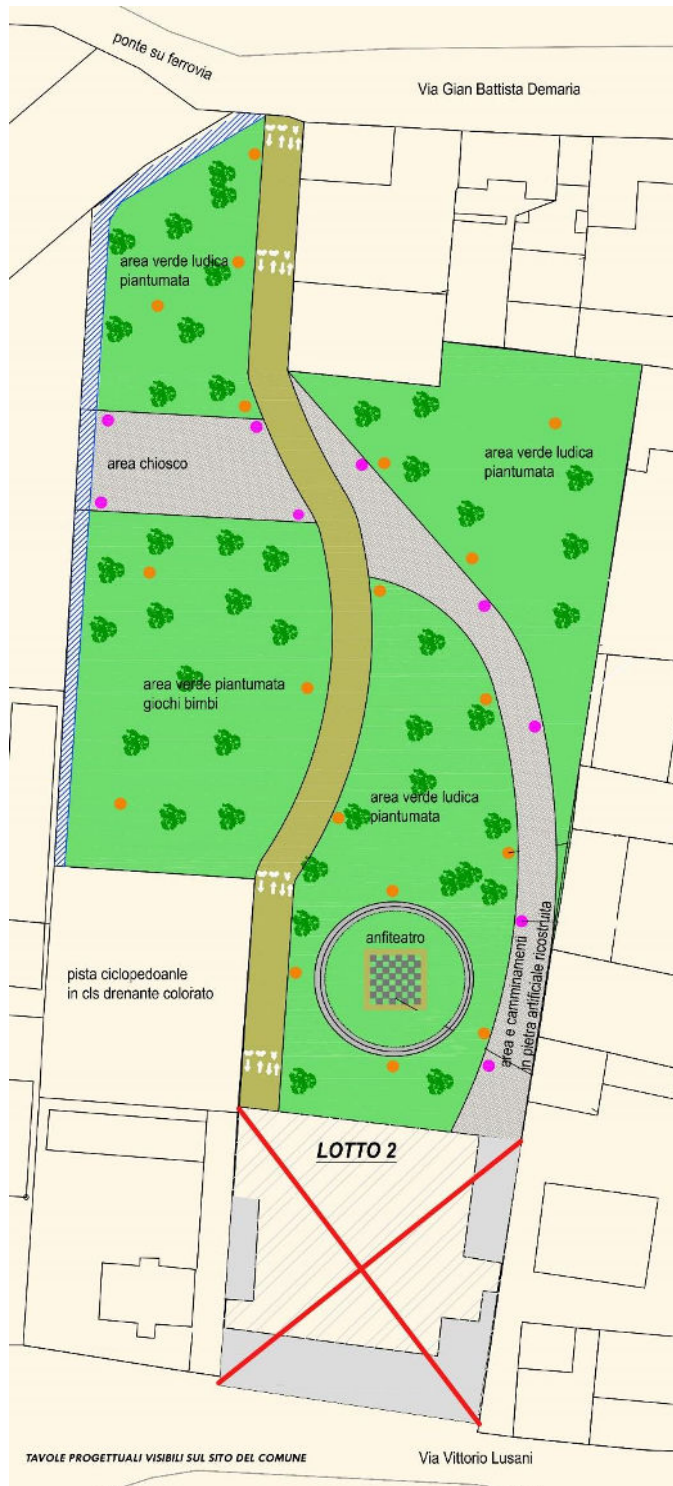 ponte su ferrovia
Via Gian Battista Demaria
area verde ludica
piantumata
area chiosco
area verde ludica
piantumata
area verde piantumata
giochi bimbi
area verde ludica
piantumata
anfiteatro
pista ciclopedoanle
in cls drenante colorato
area e camminamenti
in pietra artificiale ricostruita
LOTTO 2
TAVOLE PROGETTUALI VISIBILI SUL SITO DEL COMUNE
Via Vittorio Lusani